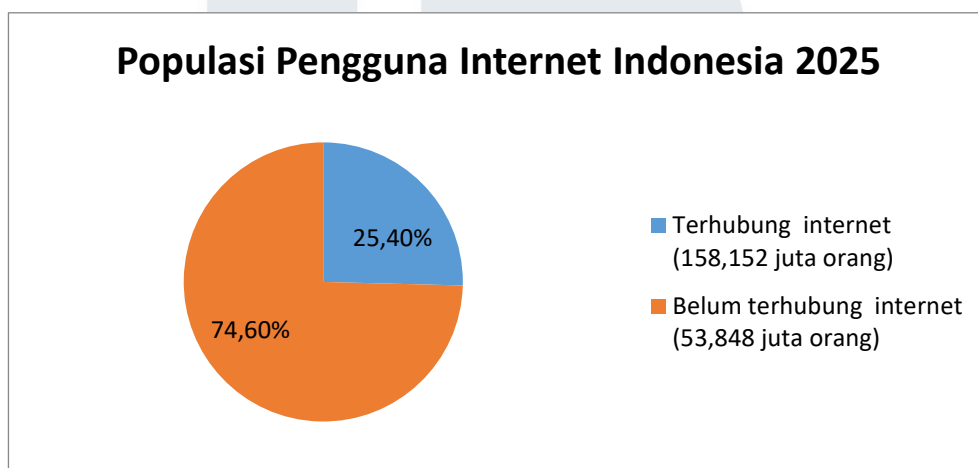 Populasi Pengguna Internet Indonesia 2025
25,40%
74,60%
Terhubung internet
(158,152 juta orang)
Belum terhubung internet
(53,848 juta orang)